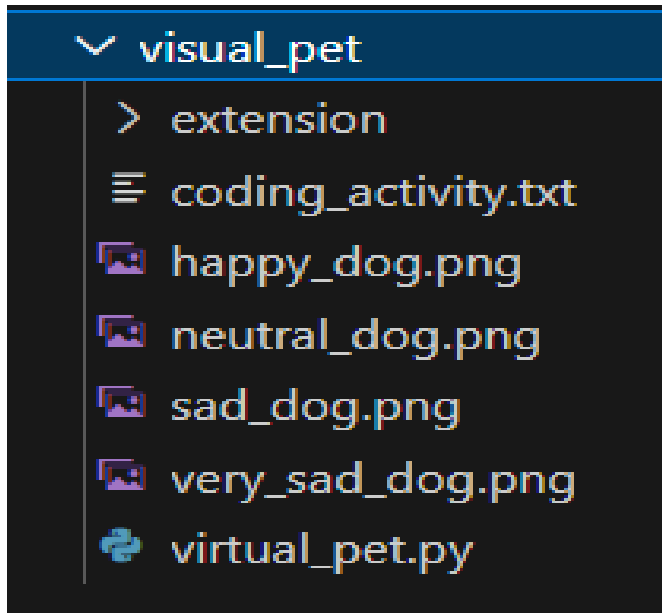 visual_pet
extension
coding_activity.txt
happy_dog.png
neutral_dog.png
sad_dog.png
very_sad_dog.png
virtual_pet.py